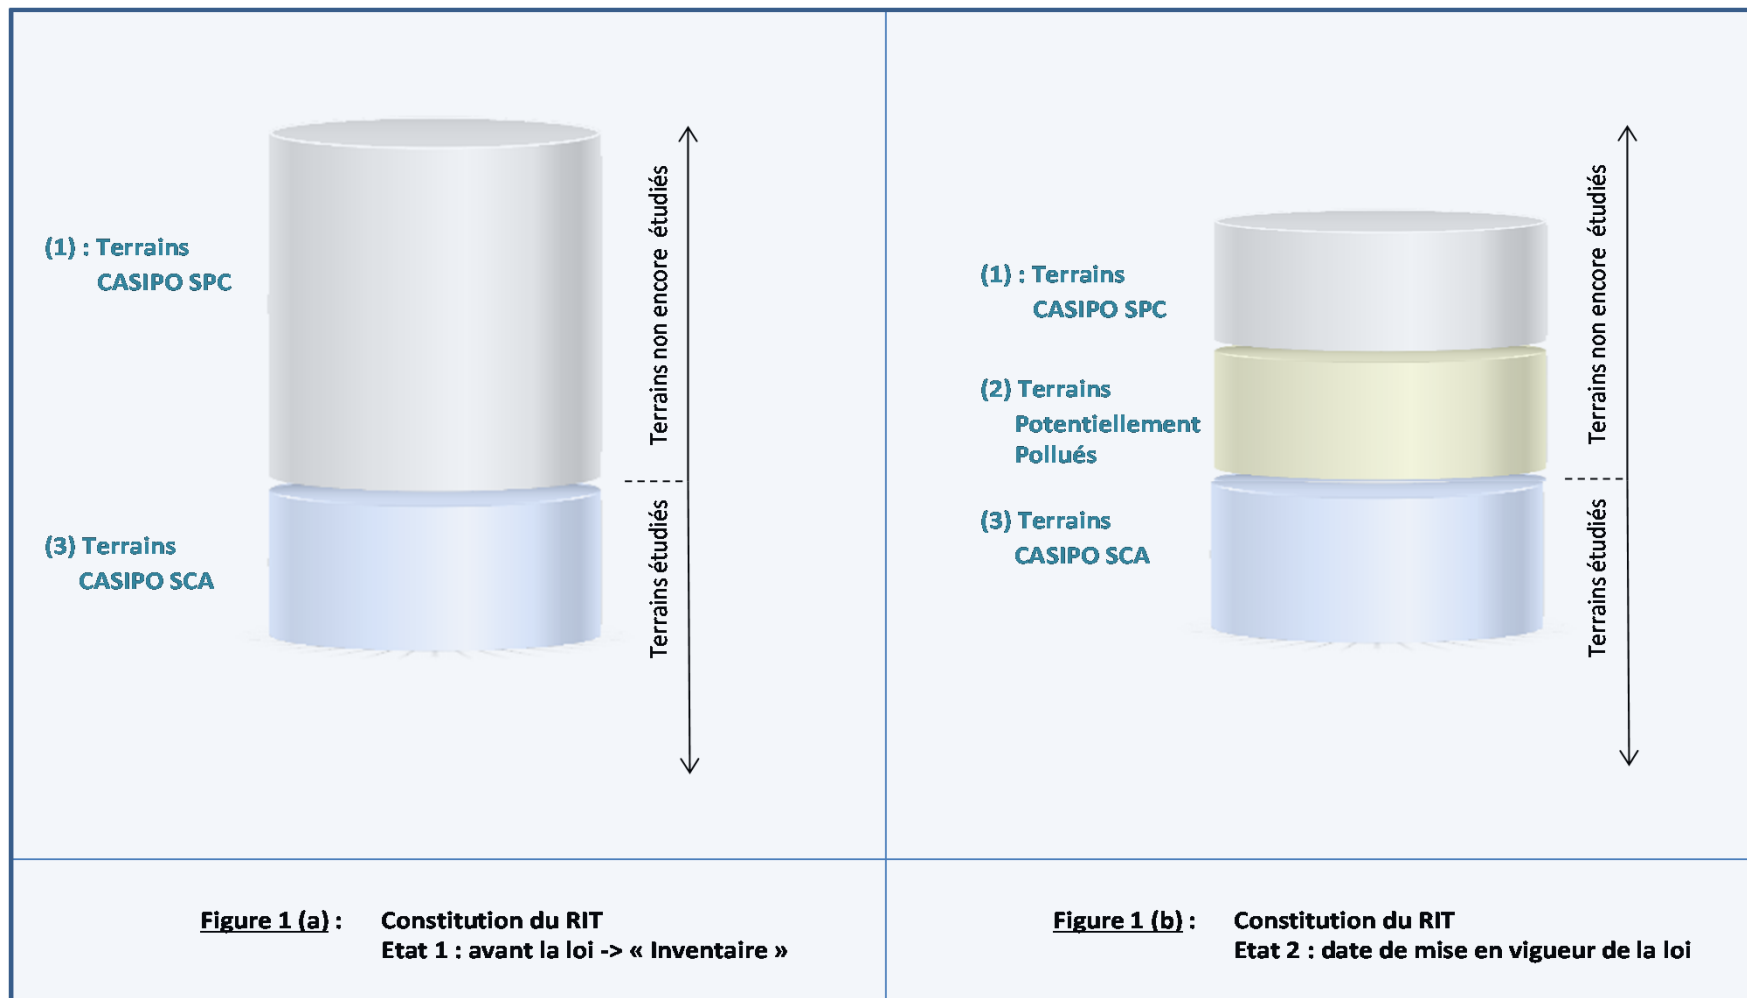 (1) : Terrains
CASIPO SPC
(3) Terrains
CASIPO SCA
Terrains non encore étudiés
Terrains étudiés
(1) : Terrains
CASIPO SPC
(2) Terrains
Potentiellement
Pollués
(3) Terrains
CASIPO SCA
Terrains non encore étudiés
Terrains étudiés
Figure 1 (a) : Constitution du RIT
Etat 1 : avant la loi -> « Inventaire »
Figure 1 (b) : Constitution du RIT
Etat 2 : date de mise en vigueur de la loi